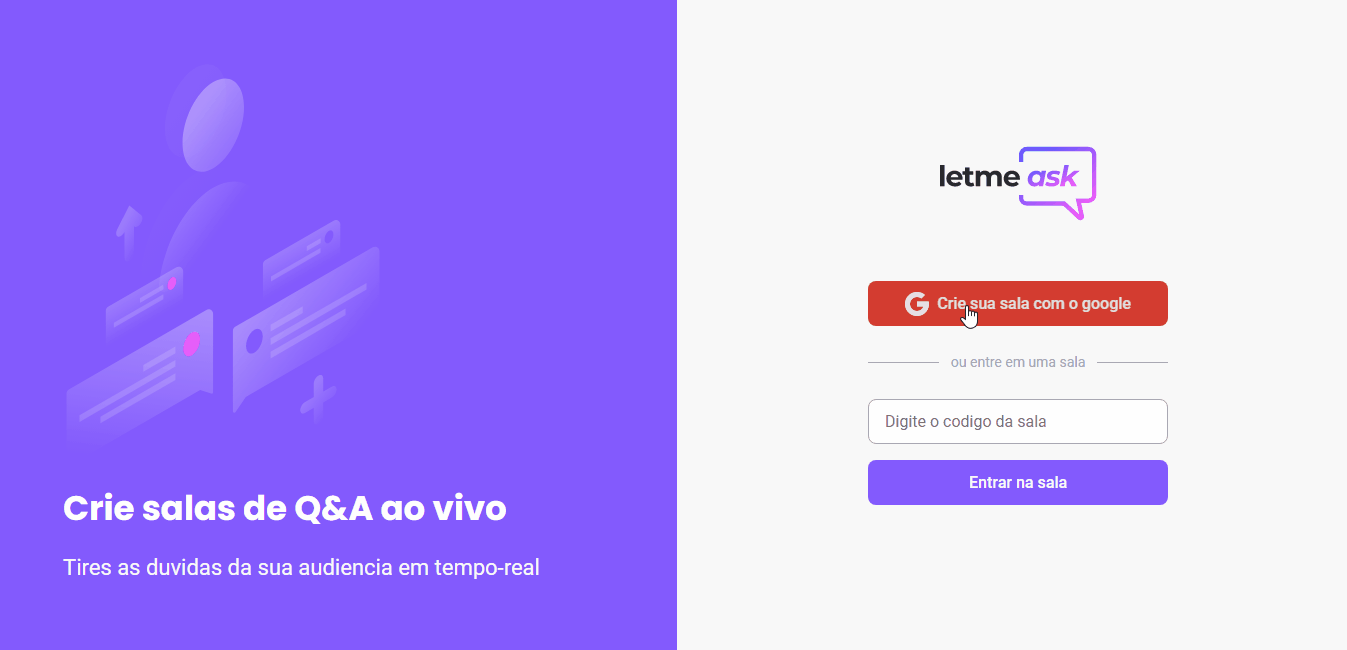 Crie salas de Q&A ao vivo
Tires as duvidas da sua audiencia em tempo-real
letme ask
Crie sua sala com o google
ou entre em uma sala
Digite o codigo da sala
Entrar na sala